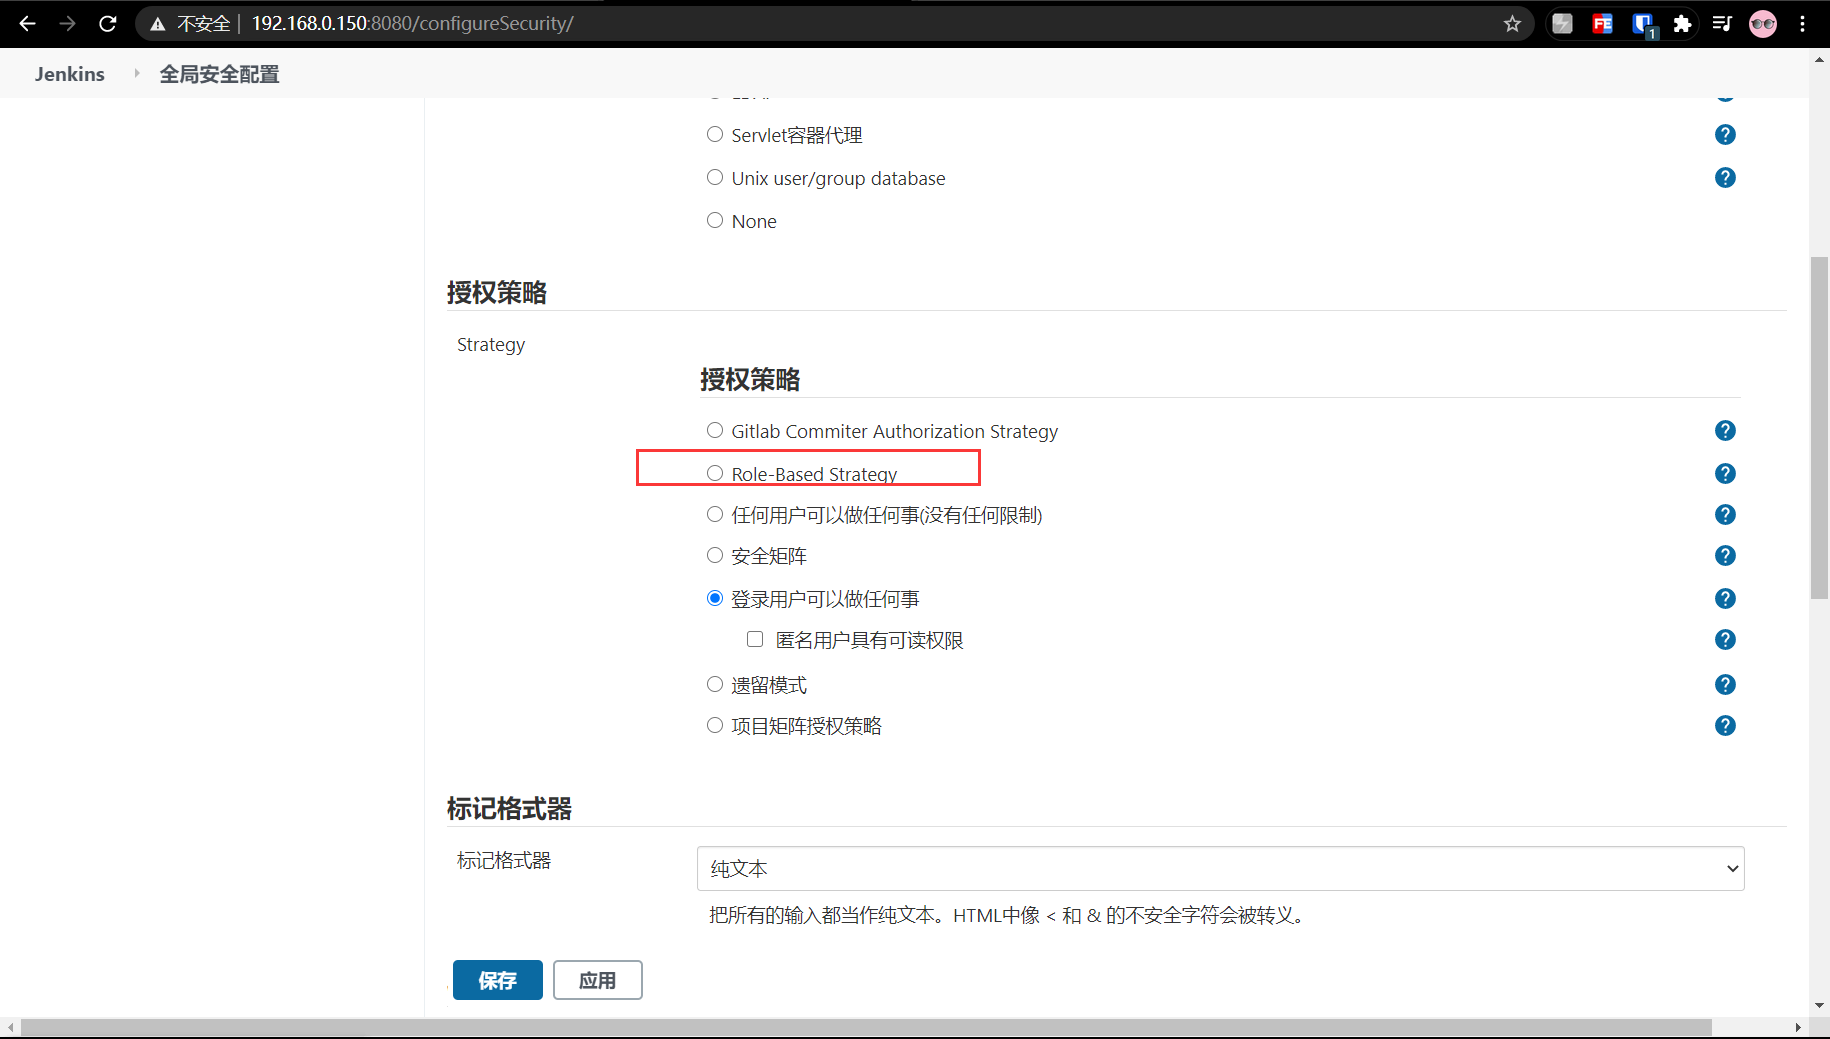 不安全 192.168.0.150:8080/configureSecurity/
1
Jenkins 全局安全配置
Servlet容器代理
Unix user/group database
None
授权策略
Strategy
授权策略
Gitlab Commiter Authorization Strategy
Role-Based Strategy
任何用户可以做任何事(没有任何限制)
安全矩阵
登录用户可以做任何事
匿名用户具有可读权限
遗留模式
项目矩阵授权策略
标记格式器
标记格式器 纯文本
把所有的输入都当作纯文本。HTML中像 < 和 & 的不安全字符会被转义。
保存 应用